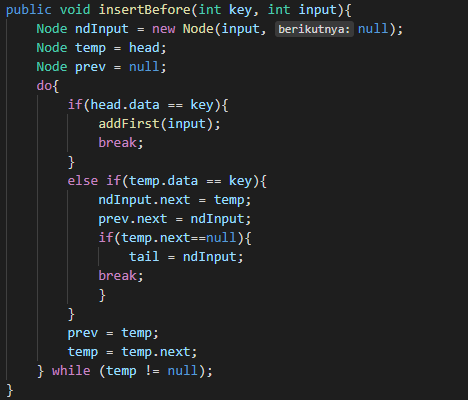 public void insertBefore(int key, int input){
    Node ndInput = new Node(input, berikutnya: null);
    Node temp = head;
    Node prev = null;
    do{
        if(head.data == key){
            addFirst(input);
            break;
        }
        else if(temp.data == key){
            ndInput.next = temp;
            prev.next = ndInput;
            if(temp.next==null){
                tail = ndInput;
            break;
            }
        }
        prev = temp;
        temp = temp.next;
    } while (temp != null);
}